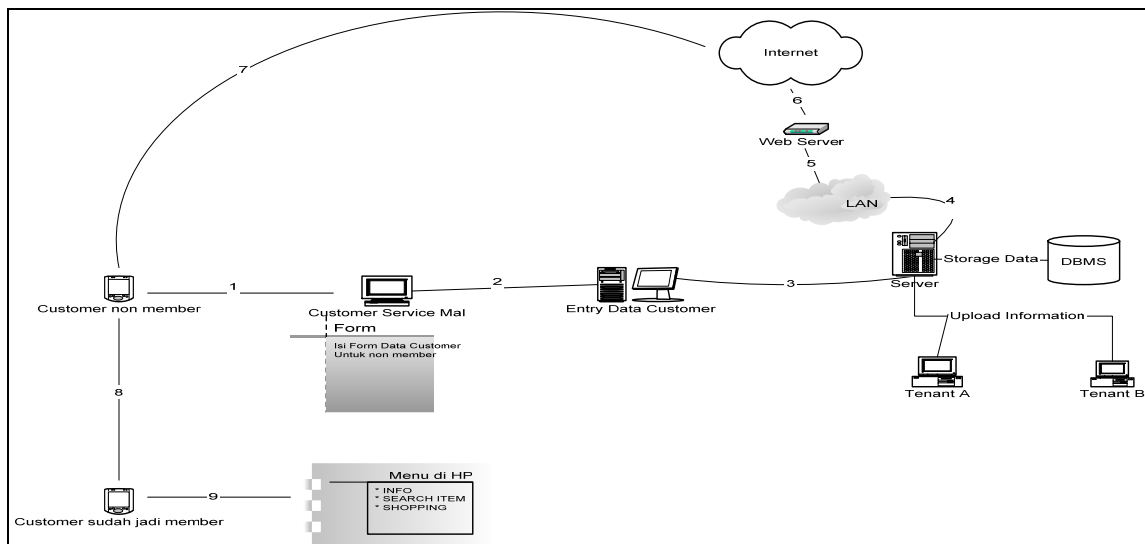 7
Internet
6
Web Server
5
LAN
4
Storage Data
DBMS
Server
1
2
3
Customer non member
Customer Service Mal
Entry Data Customer
Upload Information
Form
Isi Form Data Customer
Untuk non member
Tenant A
Tenant B
8
Menu di HP
* INFO
* SEARCH ITEM
* SHOPPING
9
Customer sudah jadi member